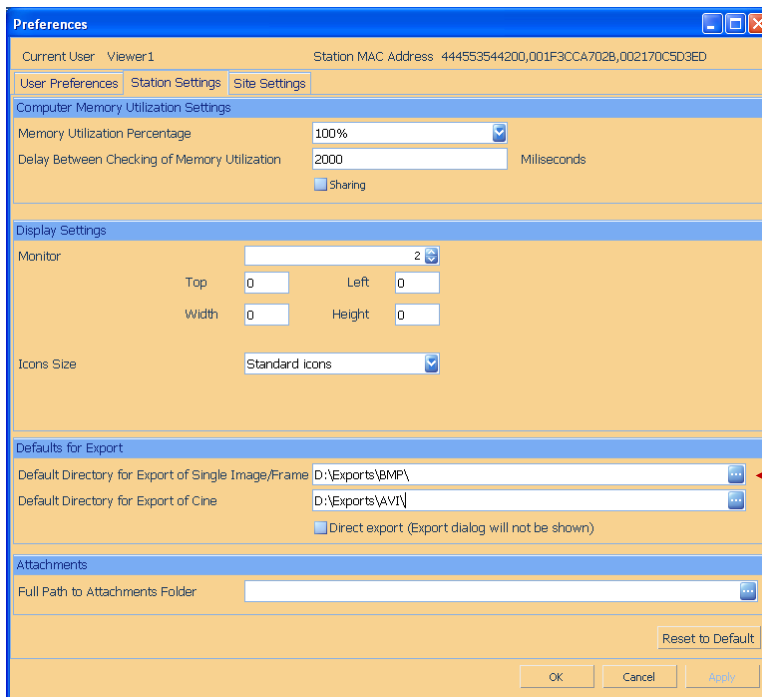 Preferences
Current User Viewer1 Station MAC Address 444553544200,001F3CCA702B,002170C5D3ED
User Preferences Station Settings Site Settings
Computer Memory Utilization Settings
Memory Utilization Percentage 100%
Delay Between Checking of Memory Utilization 2000 Miliseconds
Sharing
Display Settings
Monitor 2
Top 0 Left 0
Width 0 Height 0
Icons Size Standard icons
Defaults for Export
Default Directory for Export of Single Image/Frame D:\Exports\BMP\
Default Directory for Export of Cine D:\Exports\AVI\
Direct export (Export dialog will not be shown)
Attachments
Full Path to Attachments Folder
Reset to Default
OK Cancel Apply